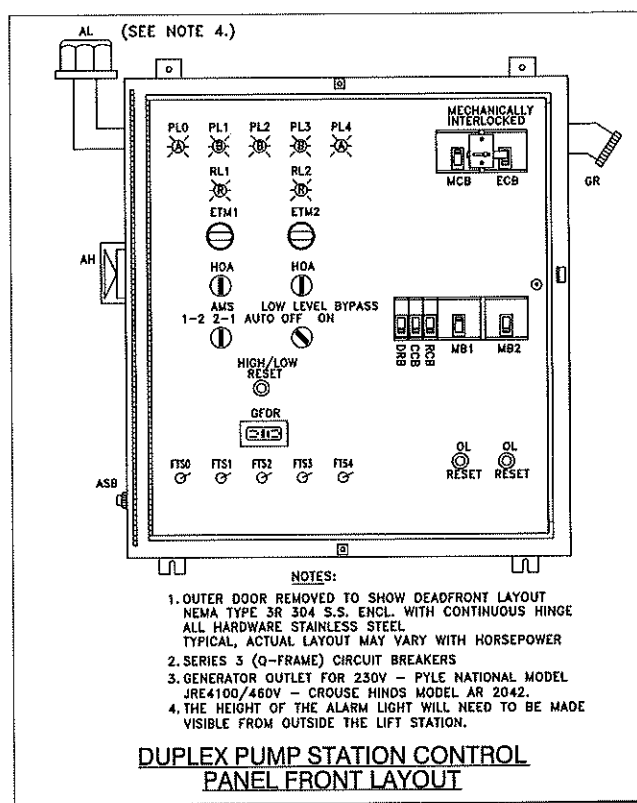 AL (SEE NOTE 4.)
MECHANICALLY
INTERLOCKED
PL0 PL1 PL2 PL3 PL4
A B B B A
MCB ECB
GR
RL1 RL2
R R
ETM1 ETM2
AH
HOA HOA
AMS LOW LEVEL BYPASS
1-2 2-1 AUTO OFF ON
DRB CCB RCB MB1 MB2
HIGH/LOW
RESET
GFDR
FTS0 FTS1 FTS2 FTS3 FTS4
OL OL
RESET RESET
ASB
NOTES:
1. OUTER DOOR REMOVED TO SHOW DEADFRONT LAYOUT
NEMA TYPE 3R 304 S.S. ENCL. WITH CONTINUOUS HINGE
ALL HARDWARE STAINLESS STEEL
TYPICAL, ACTUAL LAYOUT MAY VARY WITH HORSEPOWER
2. SERIES 3 (Q-FRAME) CIRCUIT BREAKERS
3. GENERATOR OUTLET FOR 230V – PYLE NATIONAL MODEL
JRE4100/460V – CROUSE HINDS MODEL AR 2042.
4. THE HEIGHT OF THE ALARM LIGHT WILL NEED TO BE MADE
VISIBLE FROM OUTSIDE THE LIFT STATION.
DUPLEX PUMP STATION CONTROL
PANEL FRONT LAYOUT